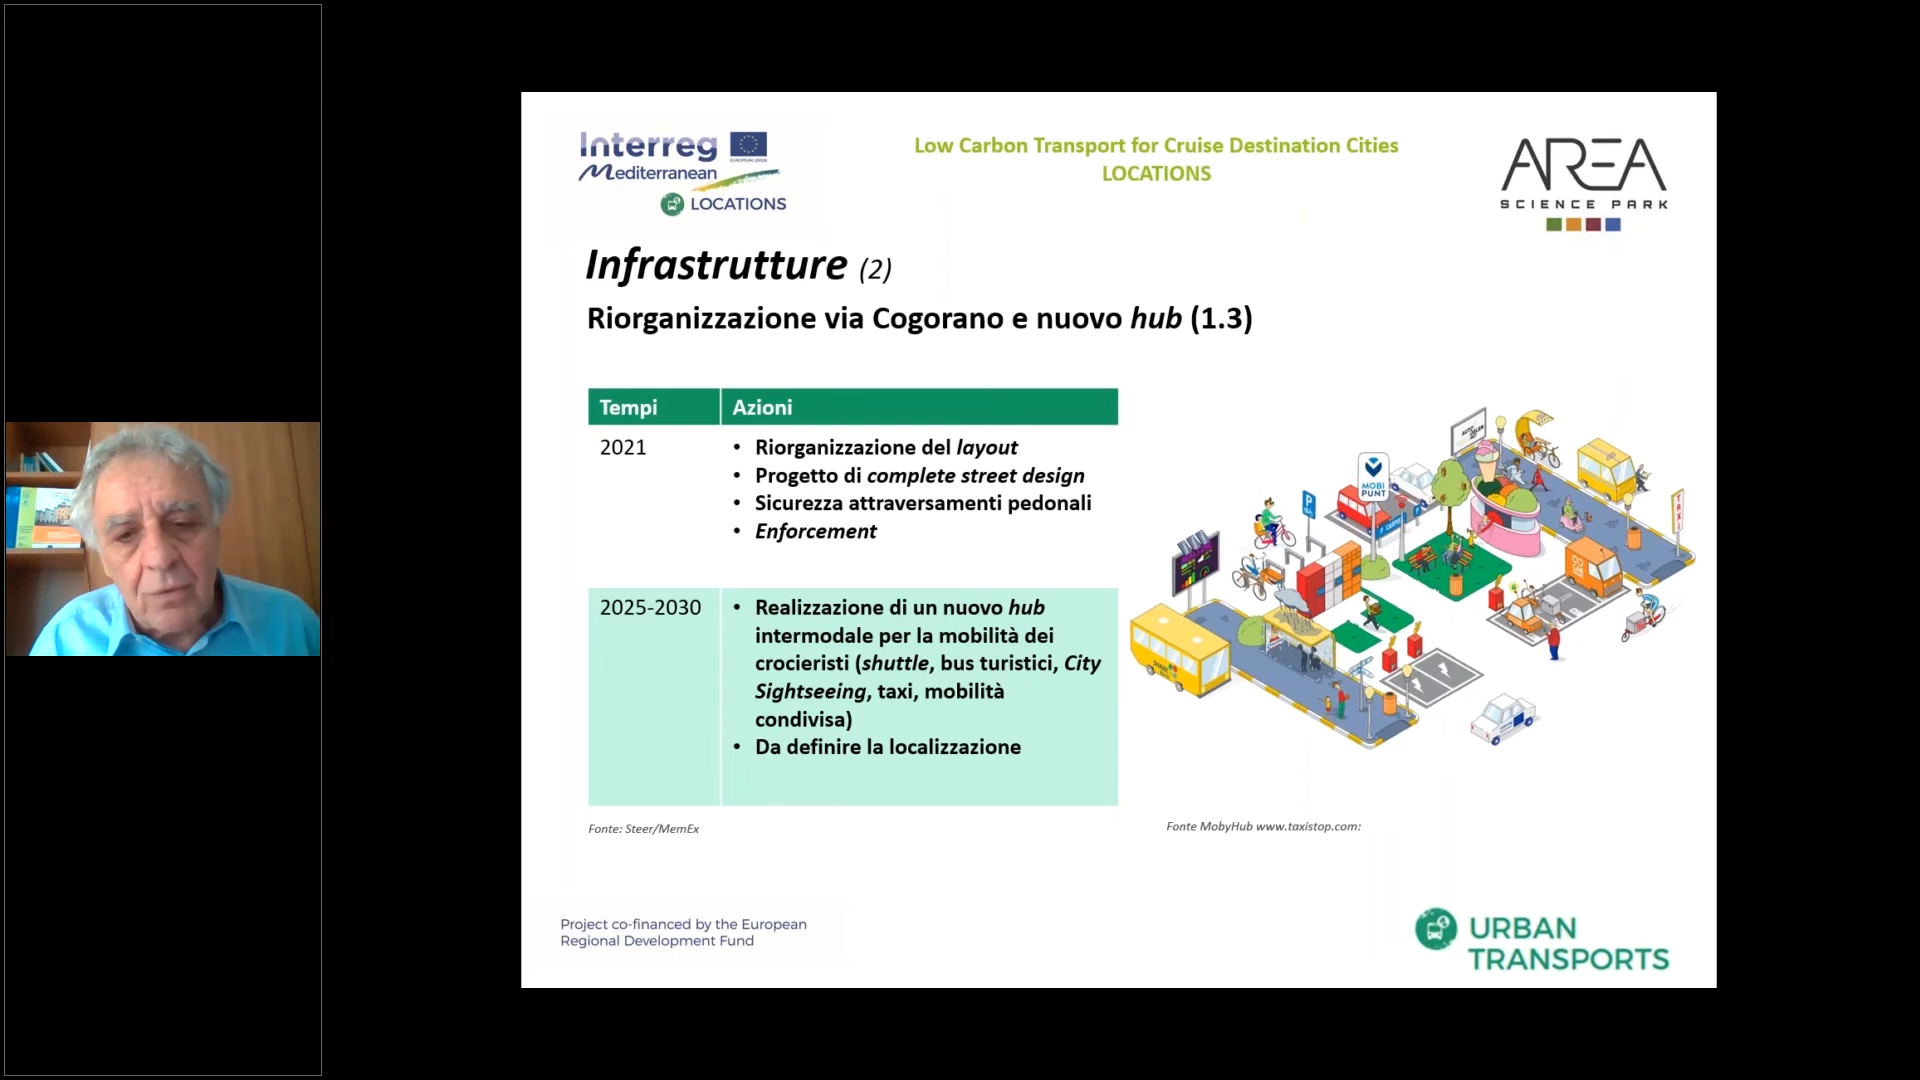 Interreg
EUROPEAN UNION
Mediterranean
LOCATIONS
Low Carbon Transport for Cruise Destination Cities
LOCATIONS
AREA
SCIENCE PARK
Infrastrutture (2)
Riorganizzazione via Cogorano e nuovo hub (1.3)
Tempi
Azioni
2021
• Riorganizzazione del layout
• Progetto di complete street design
• Sicurezza attraversamenti pedonali
• Enforcement
2025-2030
• Realizzazione di un nuovo hub
intermodale per la mobilità dei
crocieristi (shuttle, bus turistici, City
Sightseeing, taxi, mobilità
condivisa)
• Da definire la localizzazione
MOBI
PUNT
P
TAXI
Fonte: Steer/MemEx
Fonte MobyHub www.taxistop.com:
Project co-financed by the European
Regional Development Fund
URBAN
TRANSPORTS